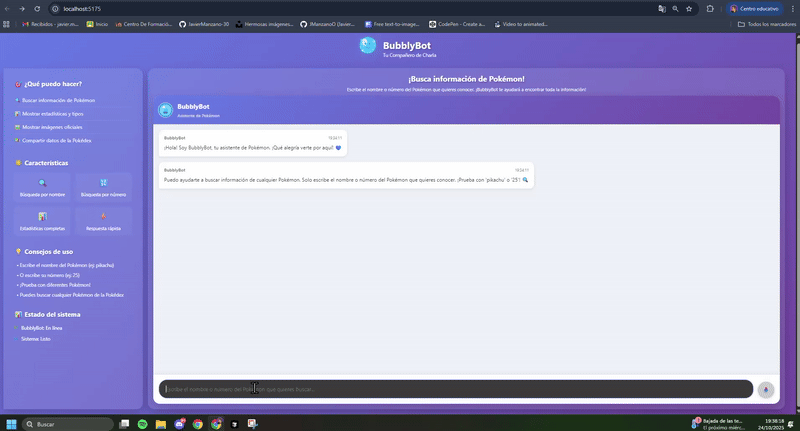 localhost:5175
Centro educativo
Recibidos - javier.m...
Inicio
Centro De Formació...
JavierManzano-30
Hermosas imágenes...
JManzanoO (Javier...
Free text-to-image...
CodePen - Create a...
Video to animated...
Todos los marcadores
BubblyBot
Tu Compañero de Charla
¿Qué puedo hacer?
Buscar información de Pokémon
Mostrar estadísticas y tipos
Mostrar imágenes oficiales
Compartir datos de la Pokédex
Características
Búsqueda por nombre
Búsqueda por número
Estadísticas completas
Respuesta rápida
Consejos de uso
• Escribe el nombre del Pokémon (ej: pikachu)
• O escribe su número (ej: 25)
• ¡Prueba con diferentes Pokémon!
• Puedes buscar cualquier Pokémon de la Pokédex
Estado del sistema
BubblyBot: En línea
Sistema: Listo
¡Busca información de Pokémon!
Escribe el nombre o número del Pokémon que quieres conocer. ¡BubblyBot te ayudará a encontrar toda la información!
BubblyBot
Asistente de Pokémon
BubblyBot
¡Hola! Soy BubblyBot, tu asistente de Pokémon. ¡Qué alegría verte por aquí!
BubblyBot
Puedo ayudarte a buscar información de cualquier Pokémon. Solo escribe el nombre o número del Pokémon que quieres conocer. ¡Prueba con 'pikachu' o '25'!
Escribe el nombre o número del Pokémon que quieres buscar...
Buscar
Bajada de las te...
El próximo miérc...
19:38:18
24/10/2025